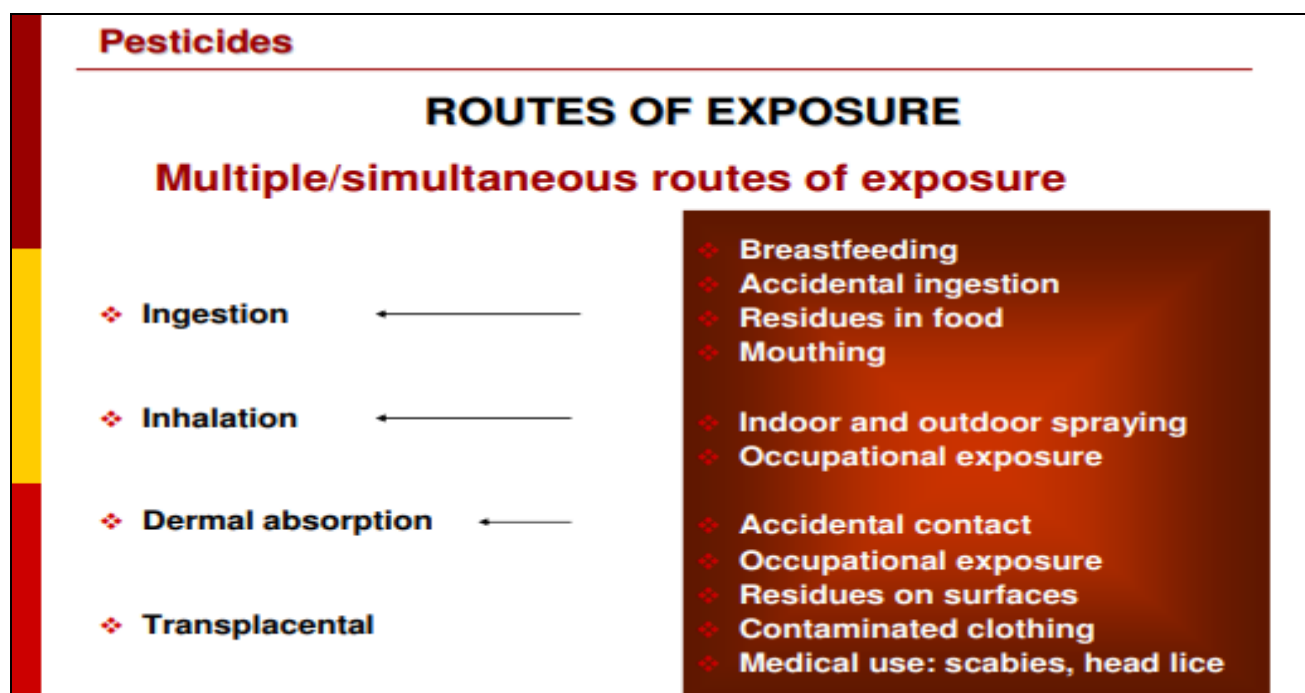 Pesticides
ROUTES OF EXPOSURE
Multiple/simultaneous routes of exposure
Ingestion
Breastfeeding
Accidental ingestion
Residues in food
Mouthing
Inhalation
Indoor and outdoor spraying
Occupational exposure
Dermal absorption
Accidental contact
Occupational exposure
Residues on surfaces
Contaminated clothing
Medical use: scabies, head lice
Transplacental